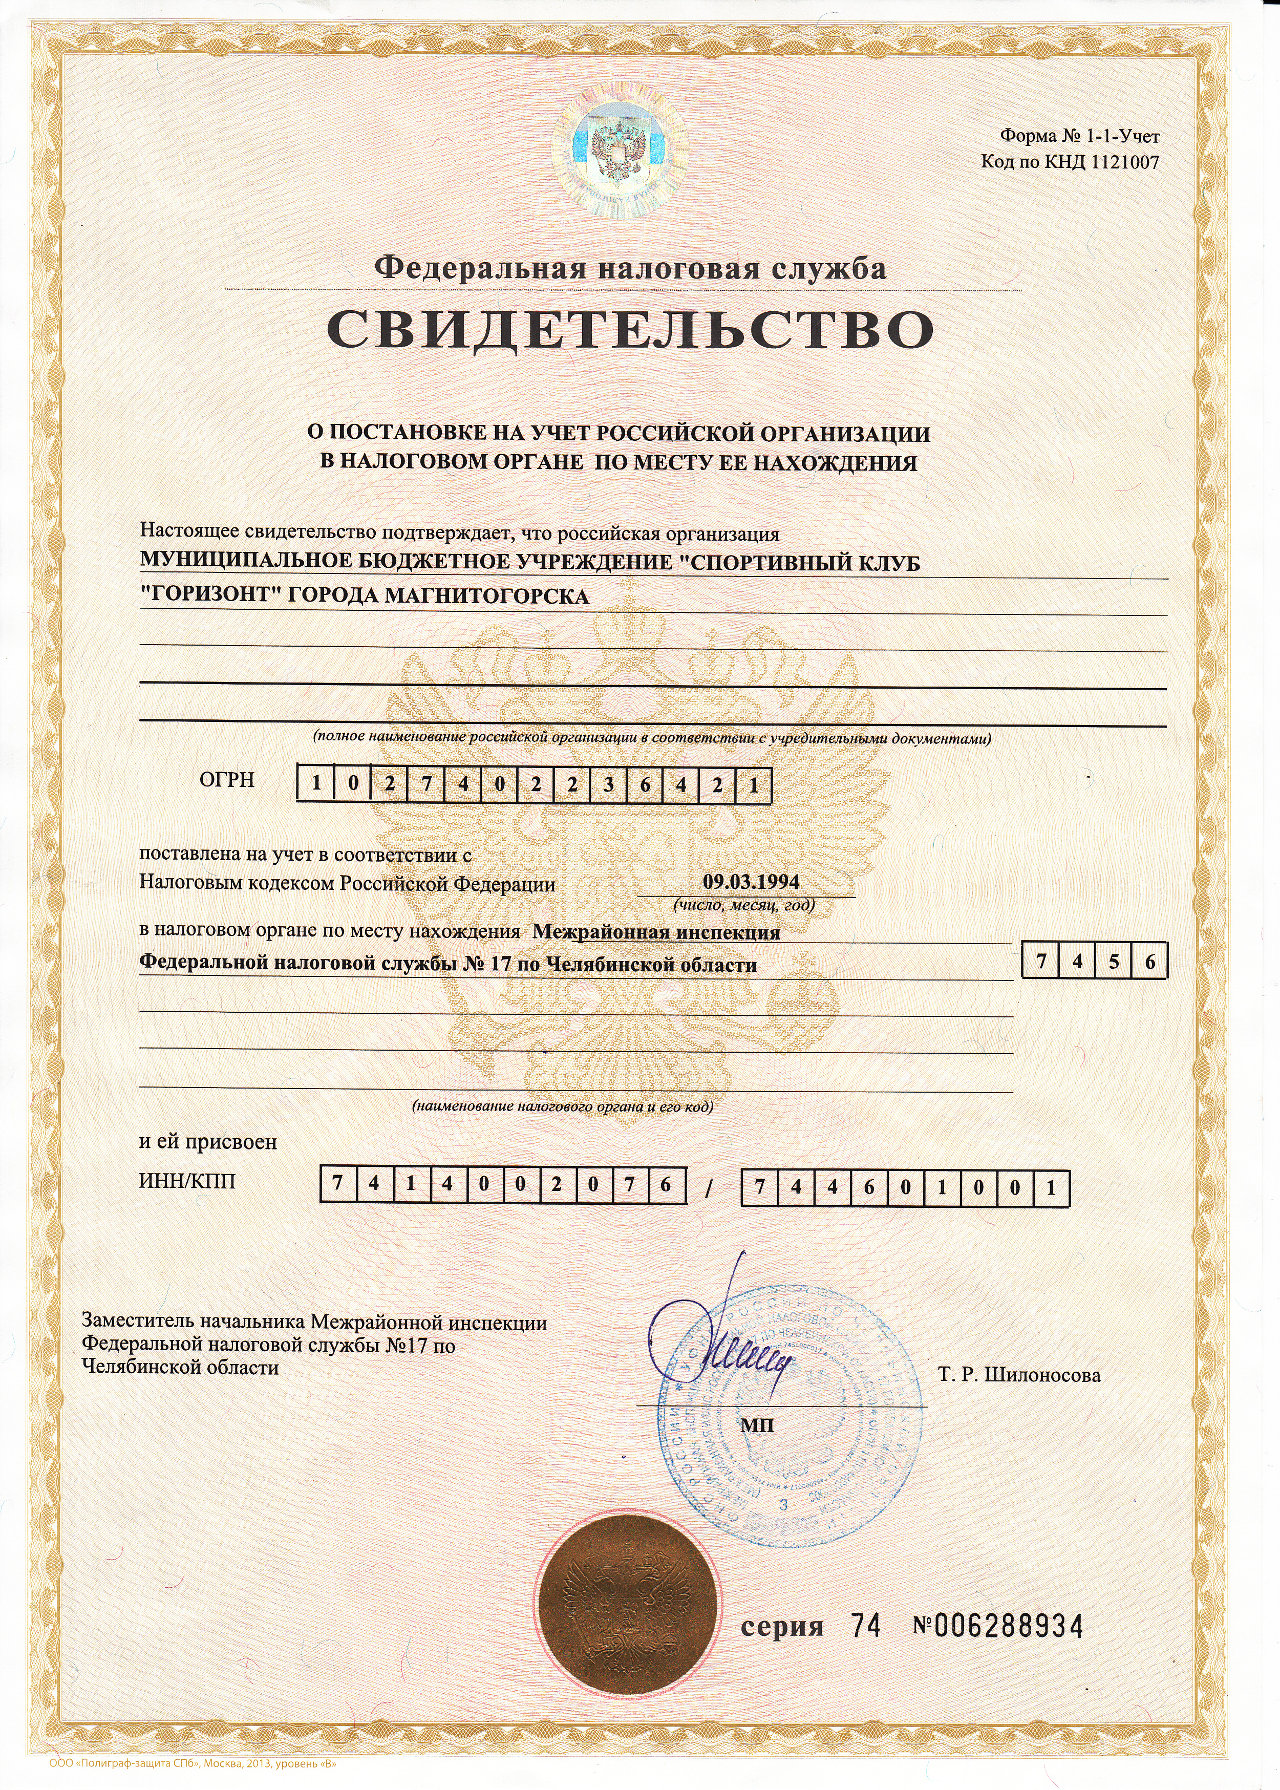 Форма № 1-1-Учет
Код по КНД 1121007
Федеральная налоговая служба
СВИДЕТЕЛЬСТВО
О ПОСТАНОВКЕ НА УЧЕТ РОССИЙСКОЙ ОРГАНИЗАЦИИ
В НАЛОГОВОМ ОРГАНЕ ПО МЕСТУ ЕЕ НАХОЖДЕНИЯ
Настоящее свидетельство подтверждает, что российская организация
МУНИЦИПАЛЬНОЕ БЮДЖЕТНОЕ УЧРЕЖДЕНИЕ "СПОРТИВНЫЙ КЛУБ
"ГОРИЗОНТ" ГОРОДА МАГНИТОГОРСКА
(полное наименование российской организации в соответствии с учредительными документами)
ОГРН 1 0 2 7 4 0 2 2 3 6 4 2 1
поставлена на учет в соответствии с
Налоговым кодексом Российской Федерации 09.03.1994
(число, месяц, год)
в налоговом органе по месту нахождения Межрайонная инспекция
Федеральной налоговой службы № 17 по Челябинской области 7 4 5 6
(наименование налогового органа и его код)
и ей присвоен
ИНН/КПП 7 4 1 4 0 0 2 0 7 6 / 7 4 4 6 0 1 0 0 1
Заместитель начальника Межрайонной инспекции
Федеральной налоговой службы №17 по
Челябинской области
Т. Р. Шилоносова
МП
3
серия 74 №006288934
ООО «Полиграф-защита СПб», Москва, 2013, уровень «В»